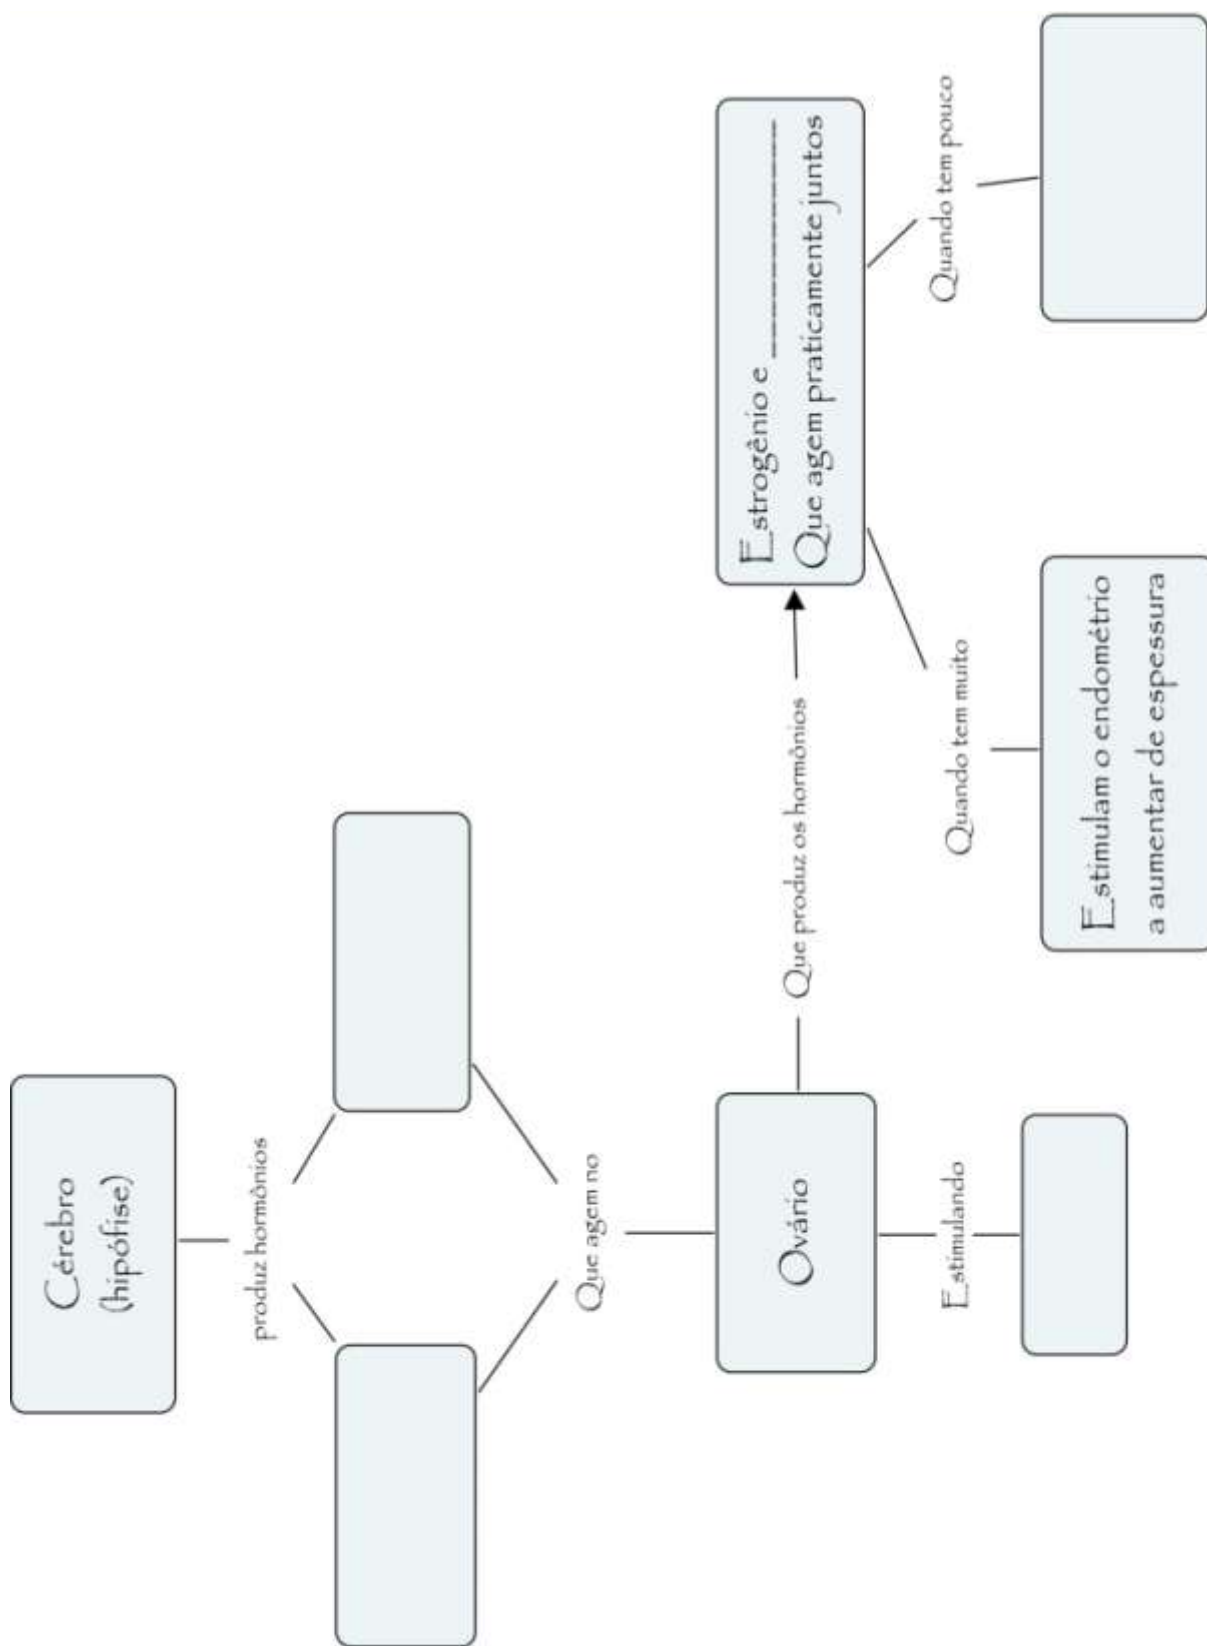 Cérebro
(hipófise)
produz hormônios
Que agem no
Ovário
Que produz os hormônios
Estrogênio e _____________
Que agem praticamente juntos
Estimulando
Quando tem muito
Quando tem pouco
Estimulam o endométrio
a aumentar de espessura